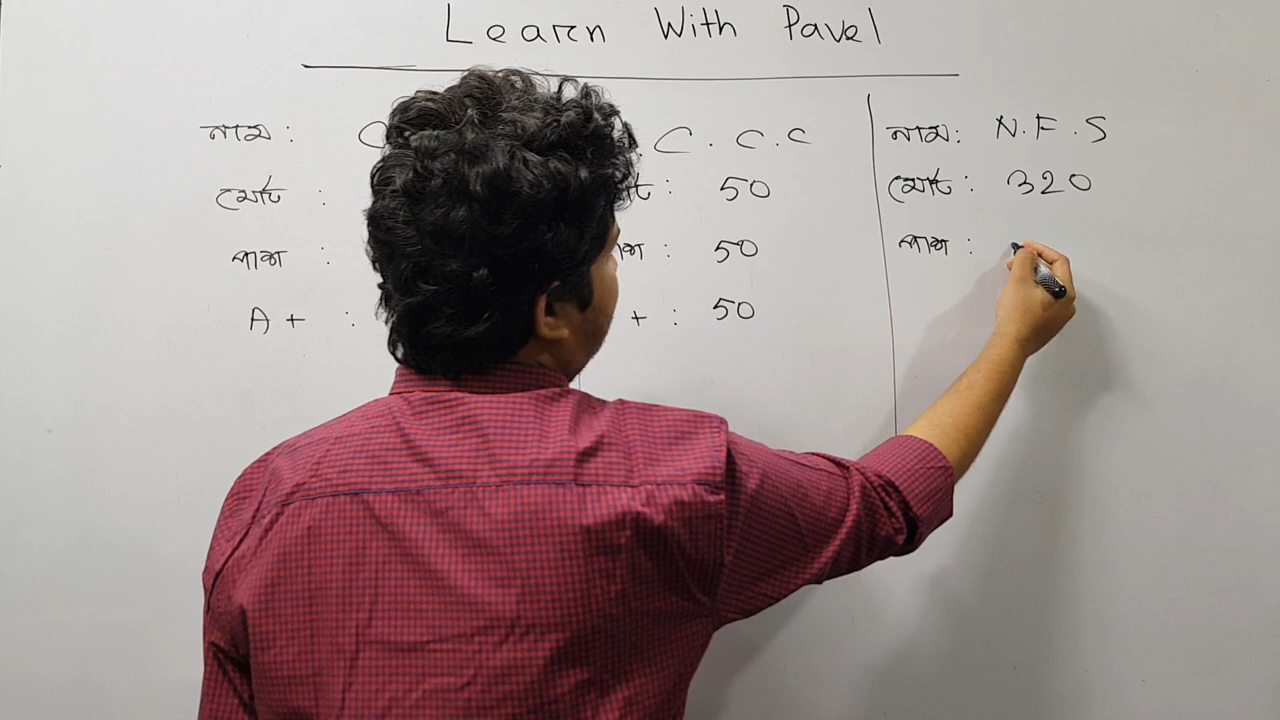 Learn With Pavel
নাম :
মোট :
পাশ :
A + :
C . C . C
: 50
: 50
+ : 50
নাম : N . F . S
মোট : 320
পাশ :